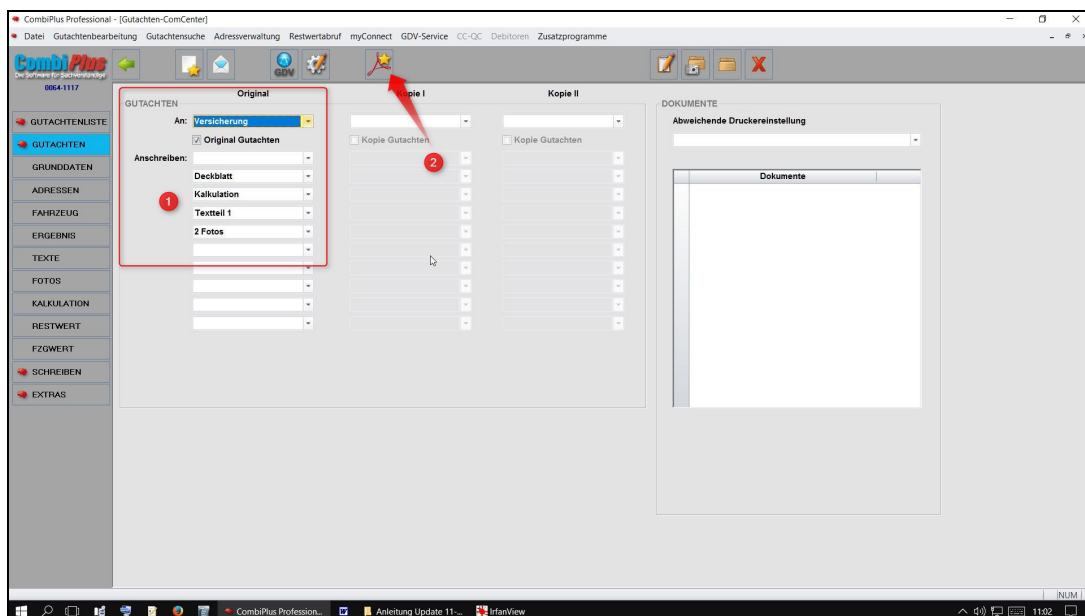 CombiPlus Professional - [Gutachten-ComCenter]
Datei Gutachtenbearbeitung Gutachtensuche Adressverwaltung Restwertabruf myConnect GDV-Service CC-QC Debitoren Zusatzprogramme
CombiPlus
Die Software für Sachverständige
GDV
0064-1117
Original Kopie I Kopie II
GUTACHTEN
DOKUMENTE
An: Versicherung
Abweichende Druckereinstellung
Original Gutachten
Kopie Gutachten
Kopie Gutachten
Anschreiben:
Deckblatt
Kalkulation
Textteil 1
2 Fotos
1
2
Dokumente
GUTACHTENLISTE
GUTACHTEN
GRUNDDATEN
ADRESSEN
FAHRZEUG
ERGEBNIS
TEXTE
FOTOS
KALKULATION
RESTWERT
FZGWERT
SCHREIBEN
EXTRAS
NUM
CombiPlus Profession...
Anleitung Update 11-...
IrfanView
11:02